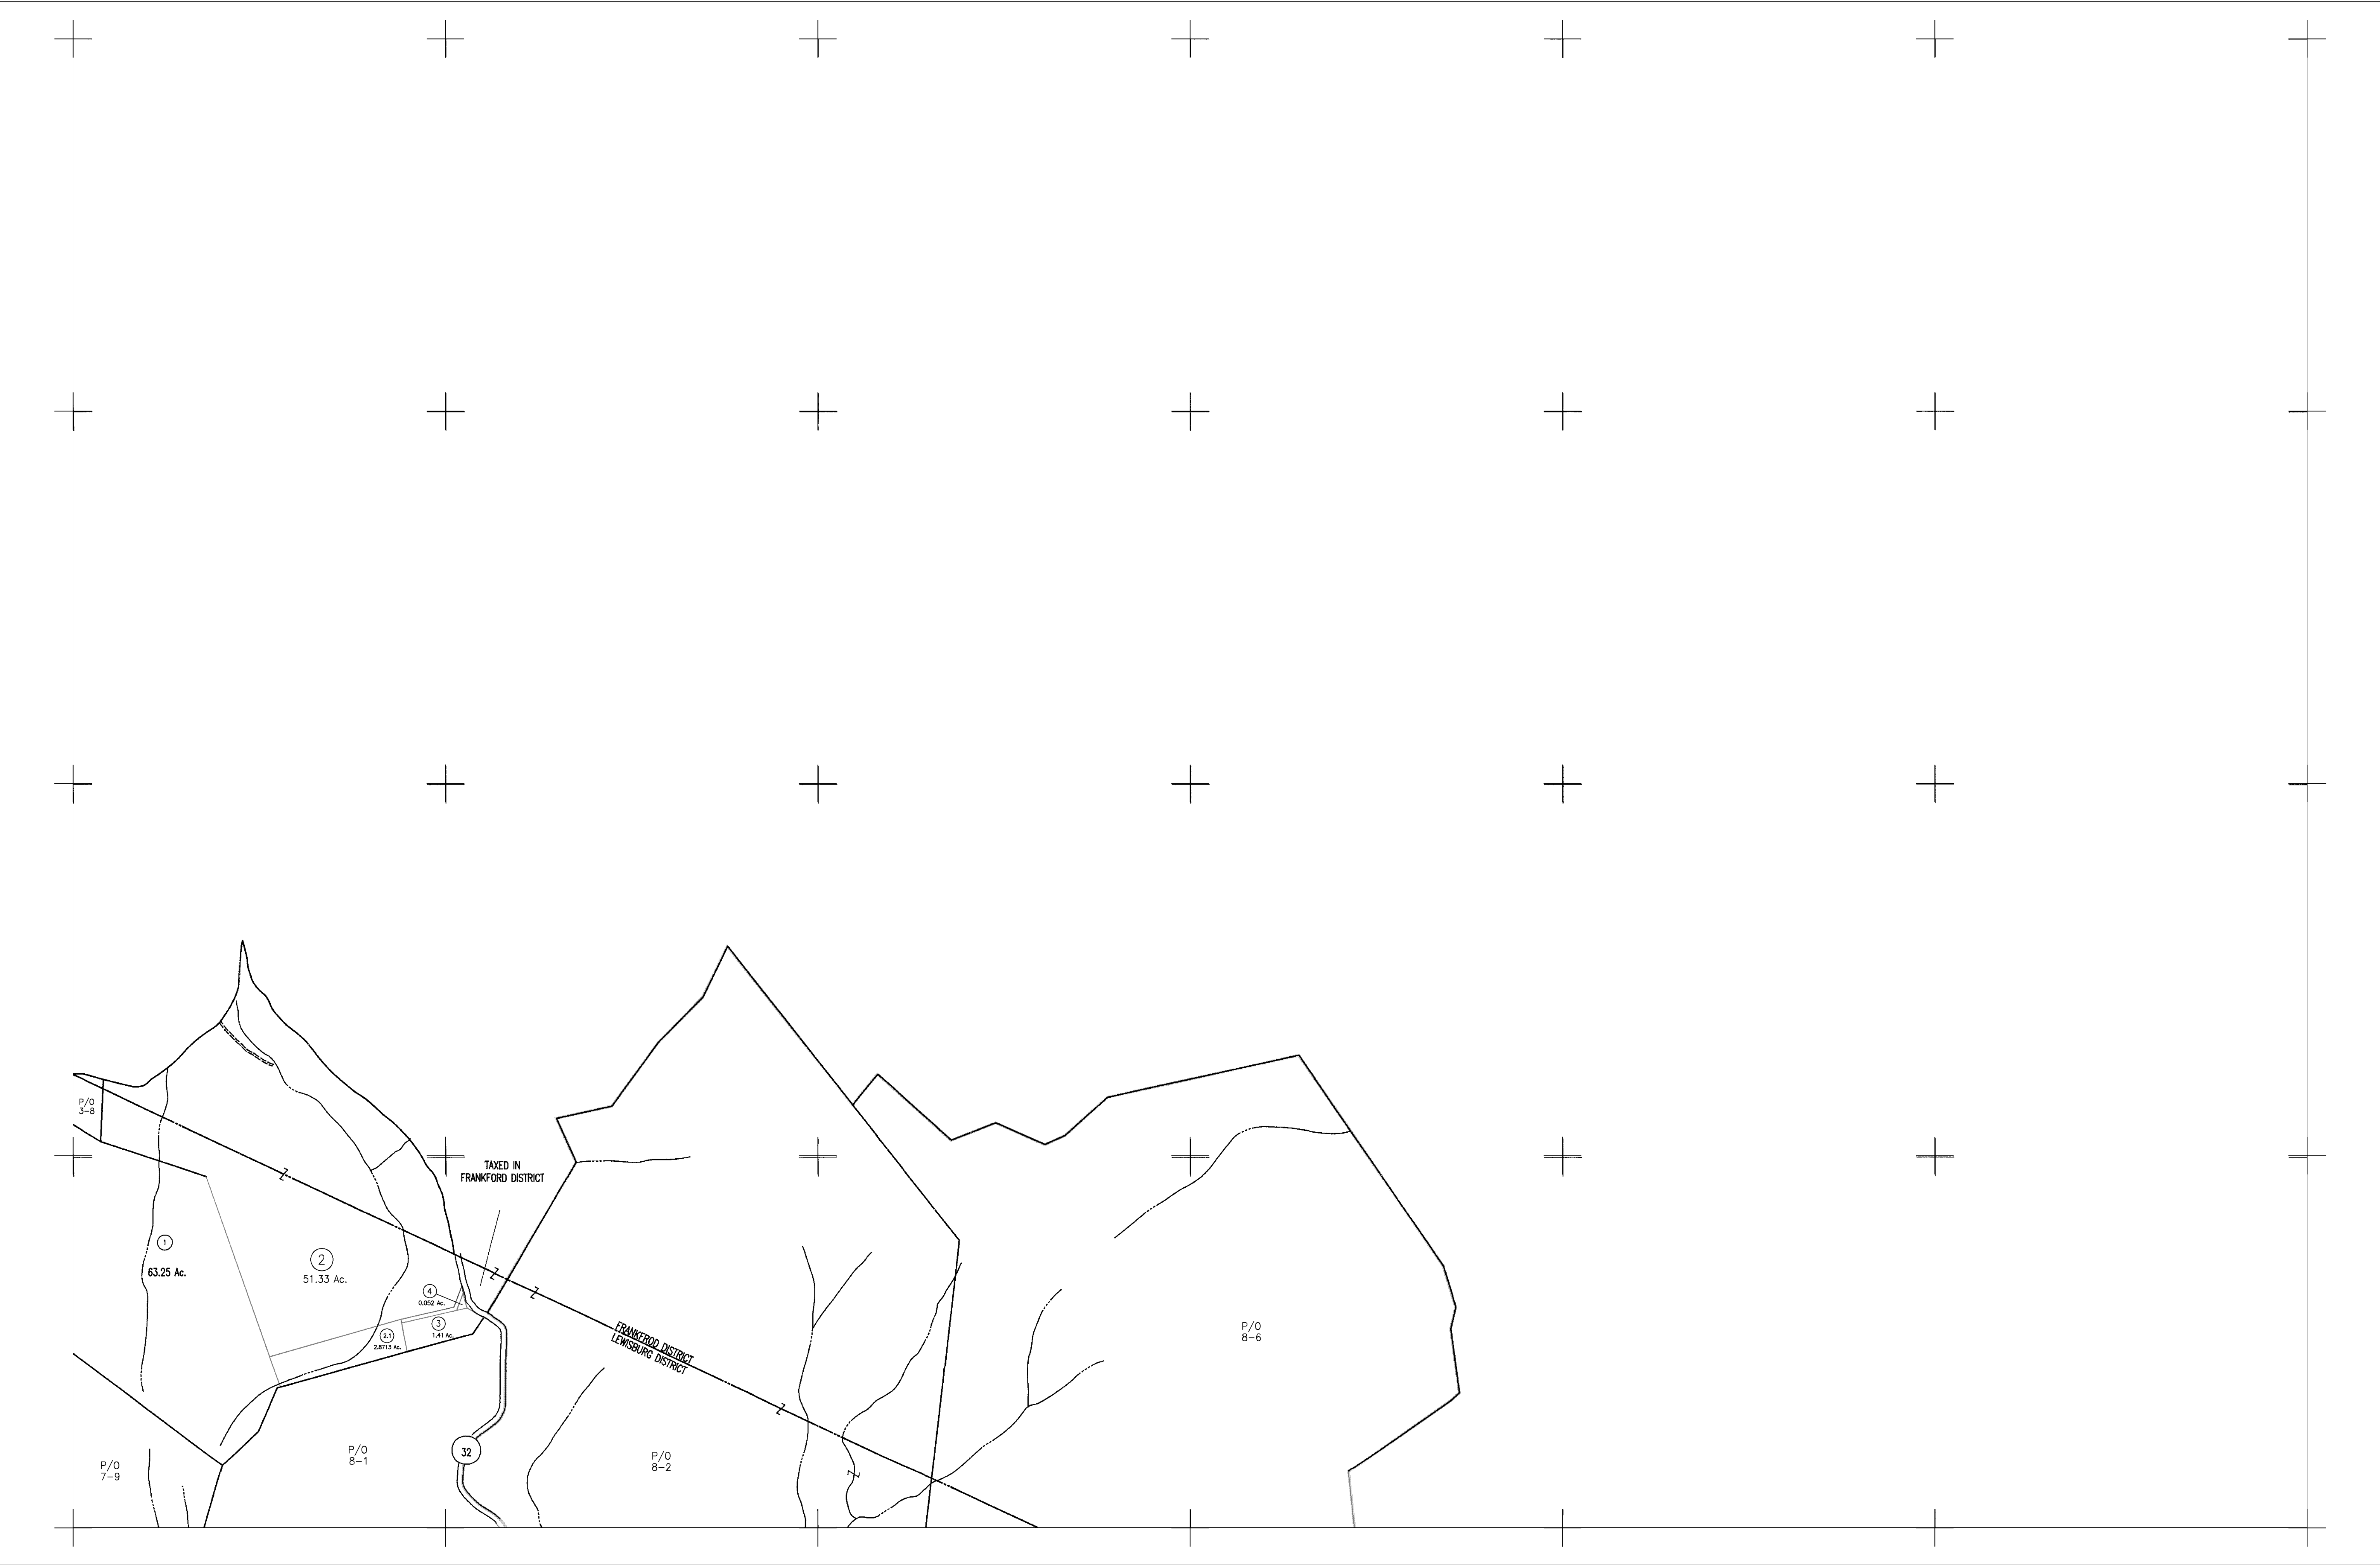 P/O
3-8
TAXED IN
FRANKFORD DISTRICT
1
63.25 Ac.
2
51.33 Ac.
4
0.052 Ac.
3
1.41 Ac.
2.1
2.8713 Ac.
FRANKFROD DISTRICT
LEWISBURG DISTRICT
P/O
8-6
32
P/O
8-1
P/O
8-2
P/O
7-9